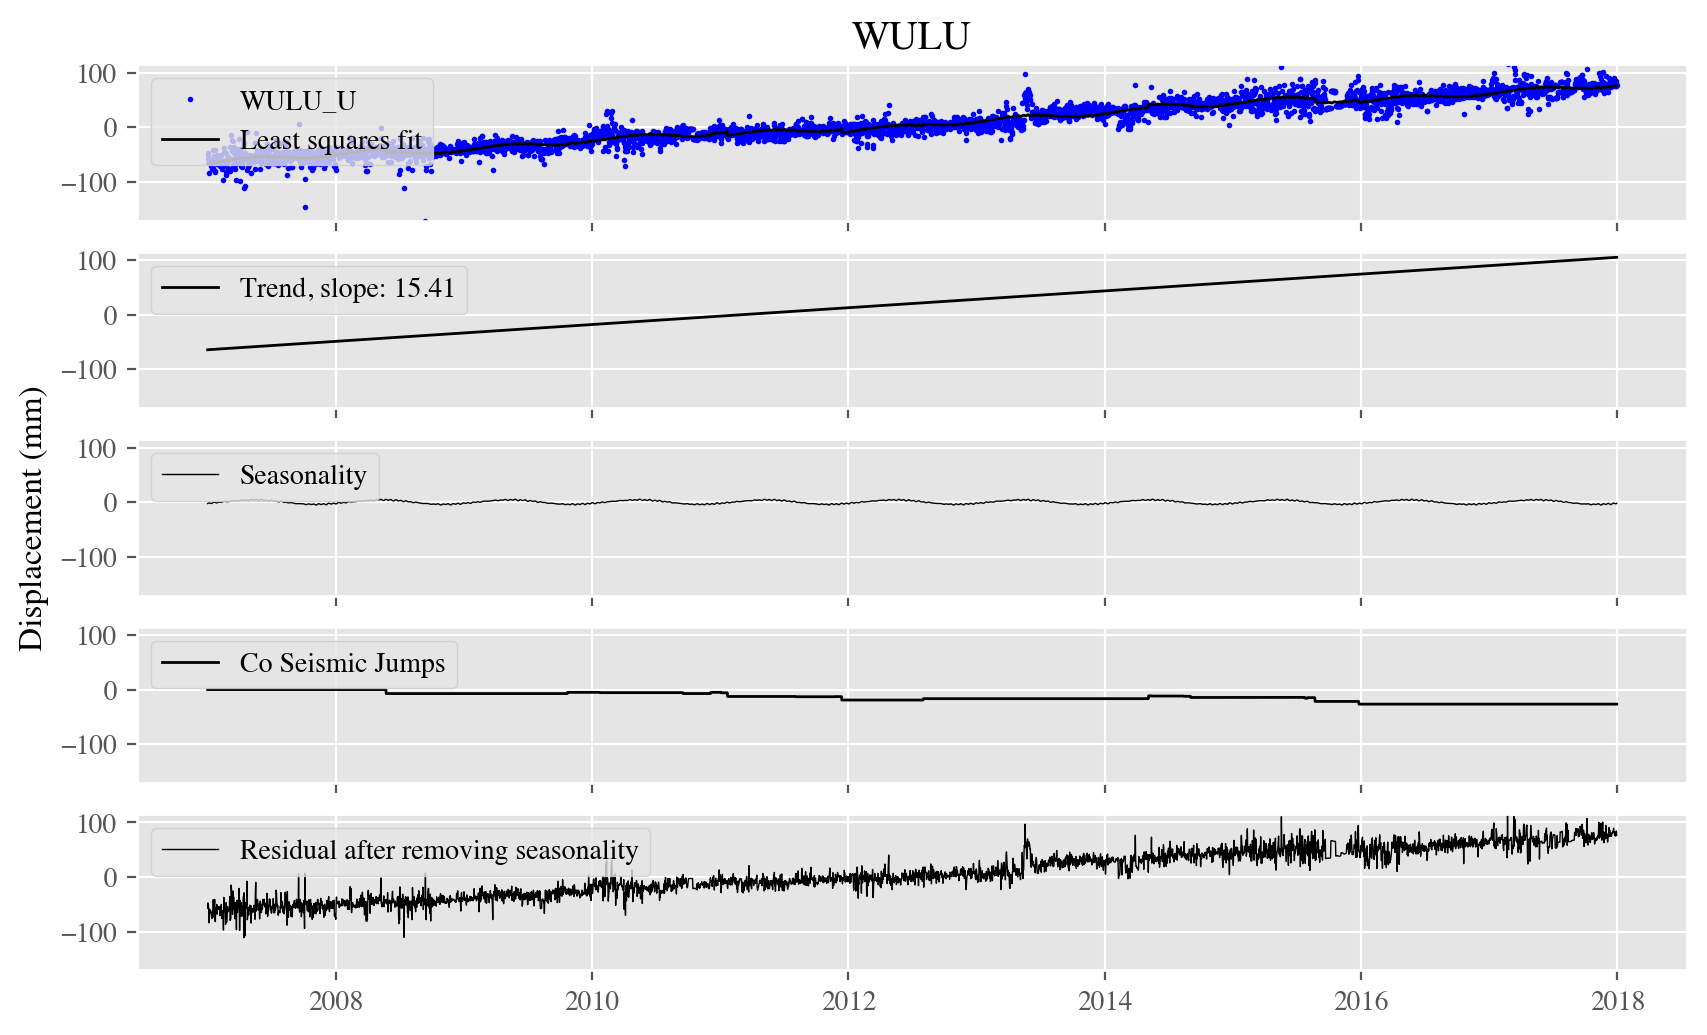 WULU
Displacement (mm)
100
0
−100
WULU_U
Least squares fit
100
0
−100
Trend, slope: 15.41
100
0
−100
Seasonality
100
0
−100
Co Seismic Jumps
100
0
−100
Residual after removing seasonality
2008 2010 2012 2014 2016 2018